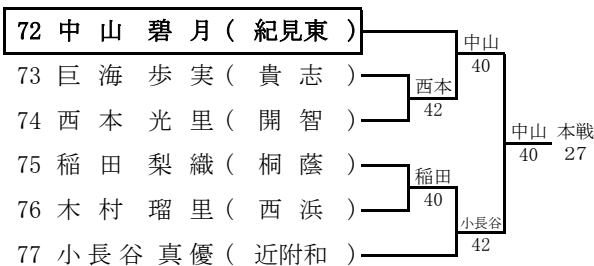 72 中 山 碧 月 ( 紀見東 )
73 巨 海 歩 実 ( 貴 志 )
74 西 本 光 里 ( 開 智 )
75 稲 田 梨 織 ( 桐 蔭 )
76 木 村 瑠 里 ( 西 浜 )
77 小 長 谷 真 優 ( 近附和 )
中山
40
西本
42
中山 本戦
40 27
稲田
40
小長谷
42